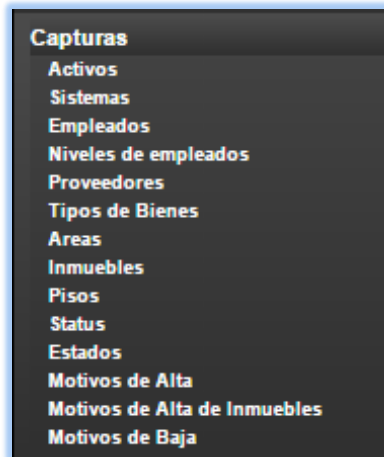 Capturas
Activos
Sistemas
Empleados
Niveles de empleados
Proveedores
Tipos de Bienes
Areas
Inmuebles
Pisos
Status
Estados
Motivos de Alta
Motivos de Alta de Inmuebles
Motivos de Baja